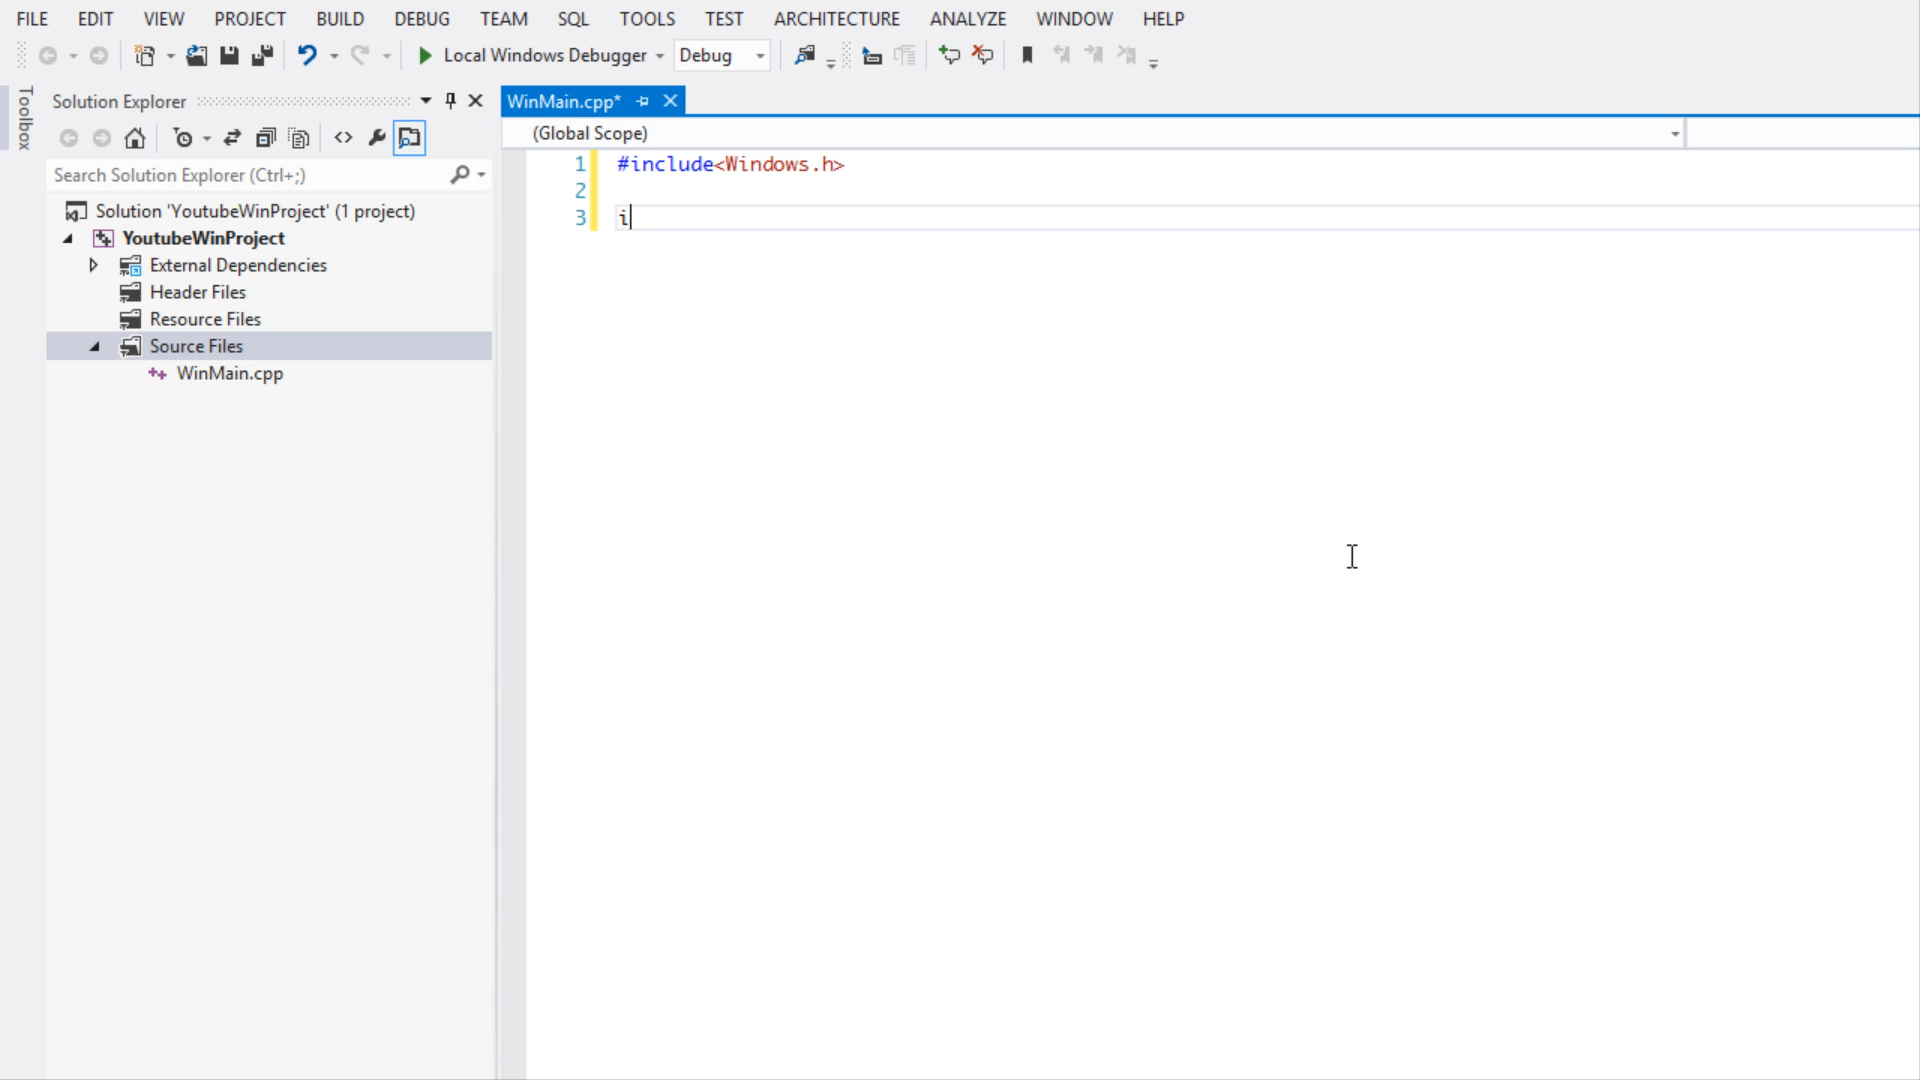 FILE EDIT VIEW PROJECT BUILD DEBUG TEAM SQL TOOLS TEST ARCHITECTURE ANALYZE WINDOW HELP
Local Windows Debugger Debug
Toolbox
Solution Explorer
WinMain.cpp*
(Global Scope)
Search Solution Explorer (Ctrl+;)
Solution 'YoutubeWinProject' (1 project)
YoutubeWinProject
External Dependencies
Header Files
Resource Files
Source Files
WinMain.cpp
1 #include<Windows.h>
2
3 i